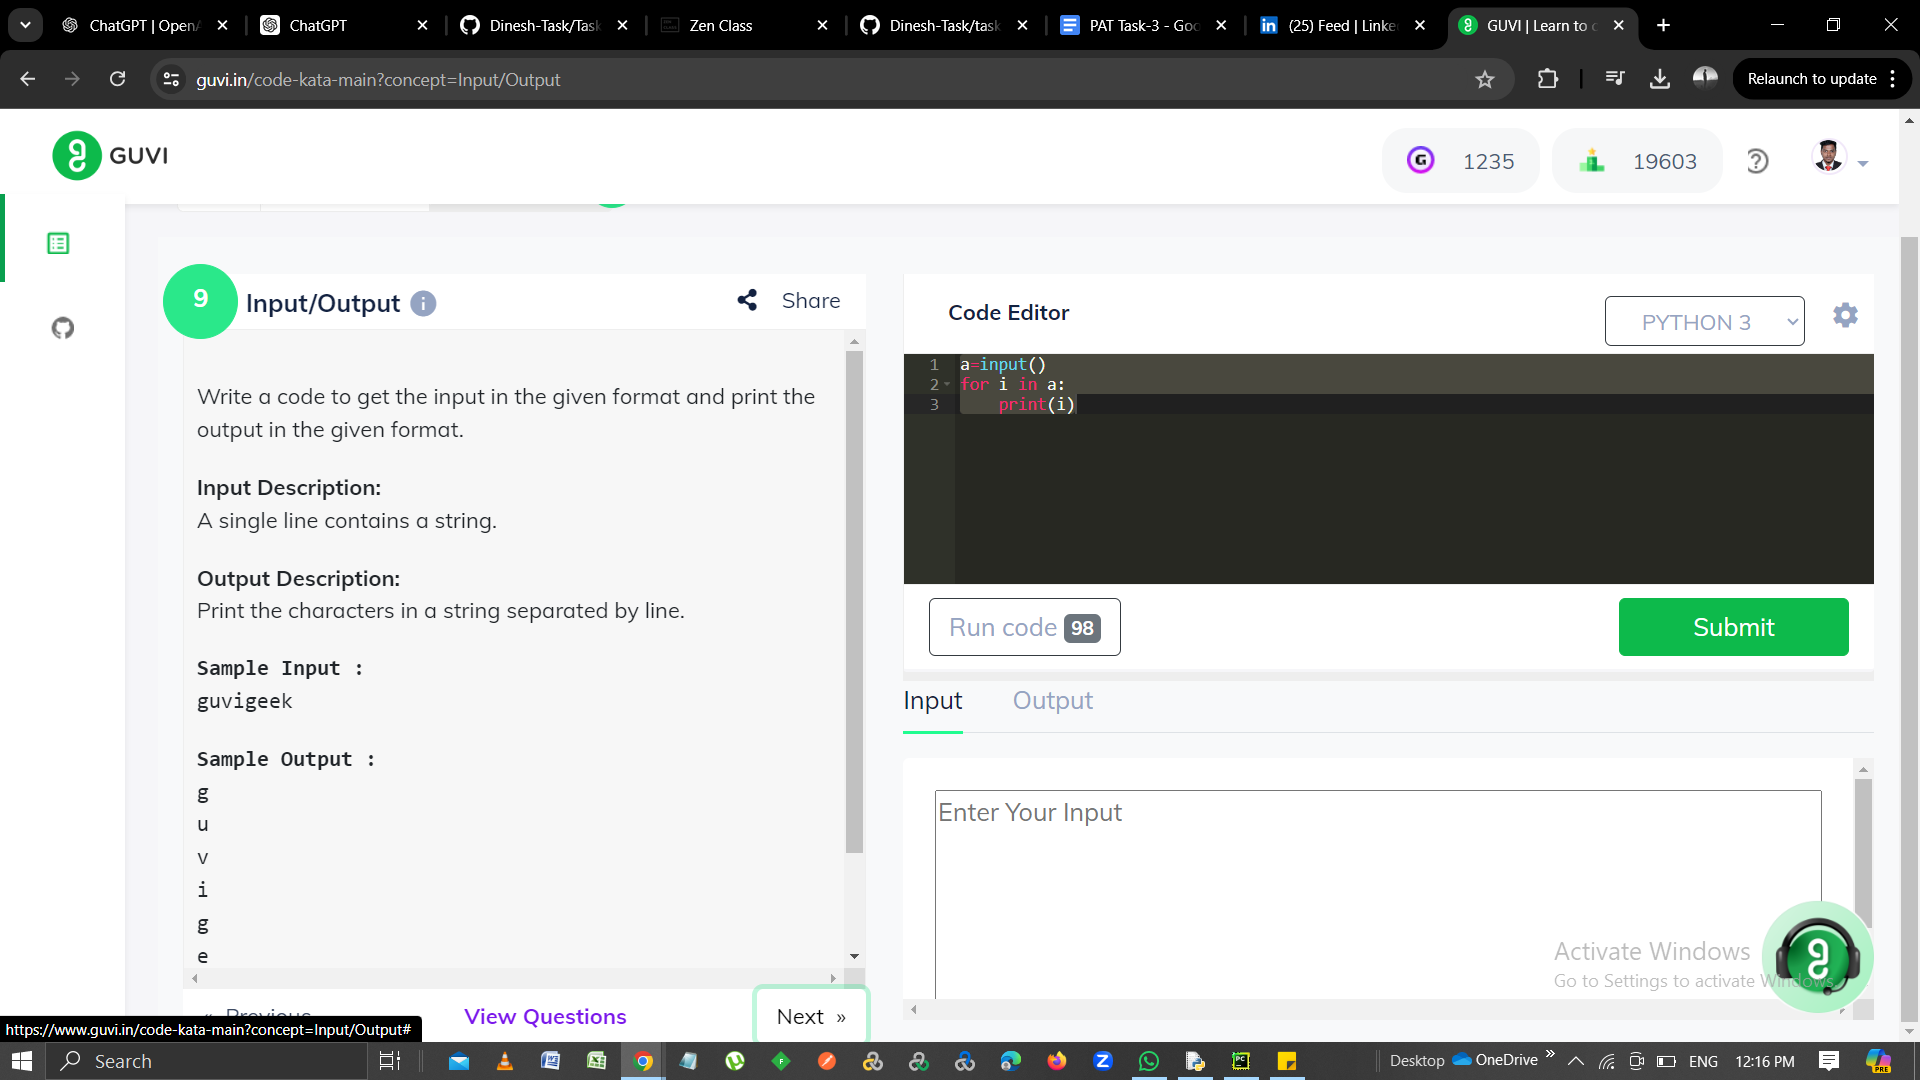 ChatGPT | OpenA
ChatGPT
Dinesh-Task/Task
Zen Class
Dinesh-Task/task
PAT Task-3 - Goo
(25) Feed | Linke
GUVI | Learn to c
guvi.in/code-kata-main?concept=Input/Output
Relaunch to update
GUVI
1235
19603
9
Input/Output
Share
Write a code to get the input in the given format and print the
output in the given format.
Input Description:
A single line contains a string.
Output Description:
Print the characters in a string separated by line.
Sample Input :
guvigeek
Sample Output :
g
u
v
i
g
e
« Previous
View Questions
Next »
Code Editor
PYTHON 3
1 a=input()
2 for i in a:
3 print(i)
Run code 98
Submit
Input
Output
Enter Your Input
Activate Windows
Go to Settings to activate Windows.
https://www.guvi.in/code-kata-main?concept=Input/Output#
Search
Desktop
OneDrive
ENG
12:16 PM
PRE